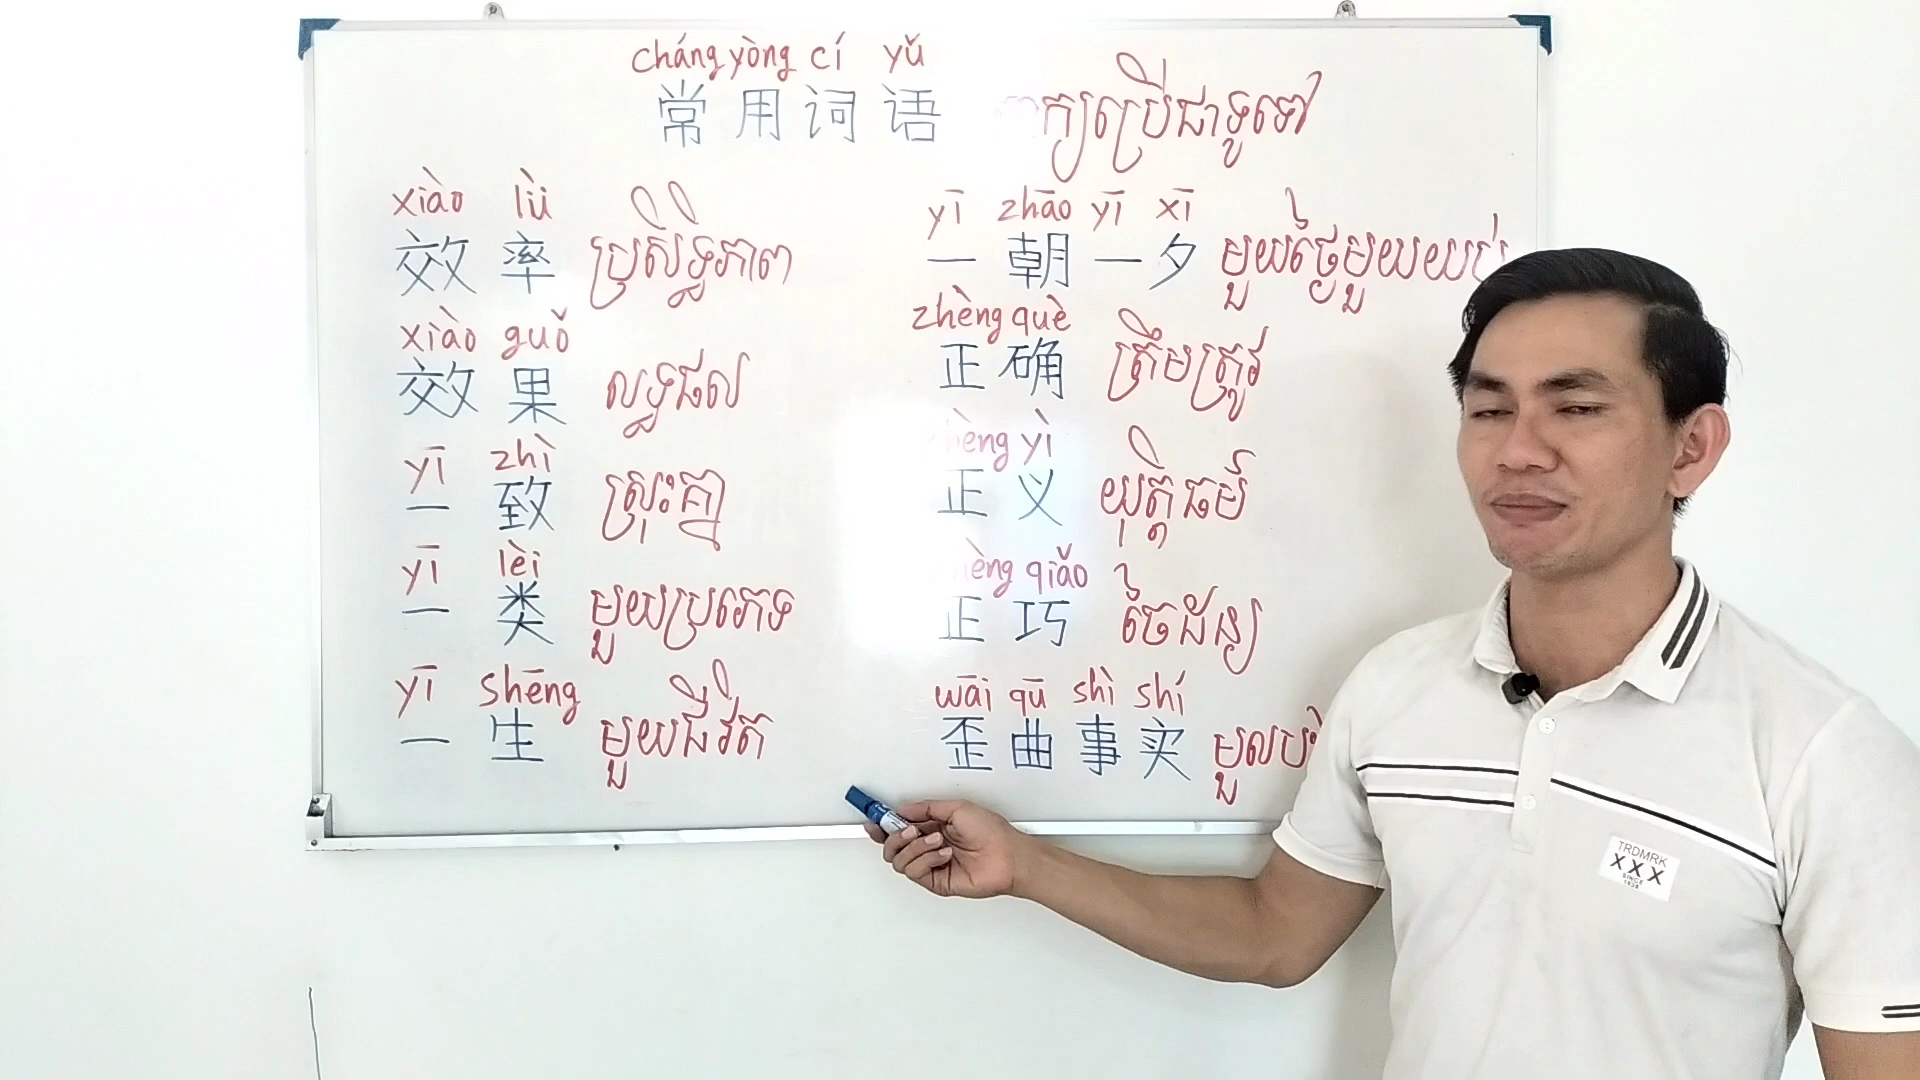 cháng yòng cí yǔ
常用词语 ពាក្យប្រើជាទូទៅ
xiào lǜ
效率 ប្រសិទ្ធិភាព
xiào guǒ
效果 លទ្ធផល
yī zhì
一致 ស្រុះគ្នា
yī lèi
一类 មួយប្រភេទ
yī shēng
一生 មួយជីវិត
yī zhāo yī xī
一朝一夕 មួយថ្ងៃមួយយប់
zhèng què
正确 ត្រឹមត្រូវ
zhèng yì
正义 យុត្តិធម៌
zhèng qiǎo
正巧 ចៃដន្យ
wāi qū shì shí
歪曲事实
TRDMRK
XXX
SINCE